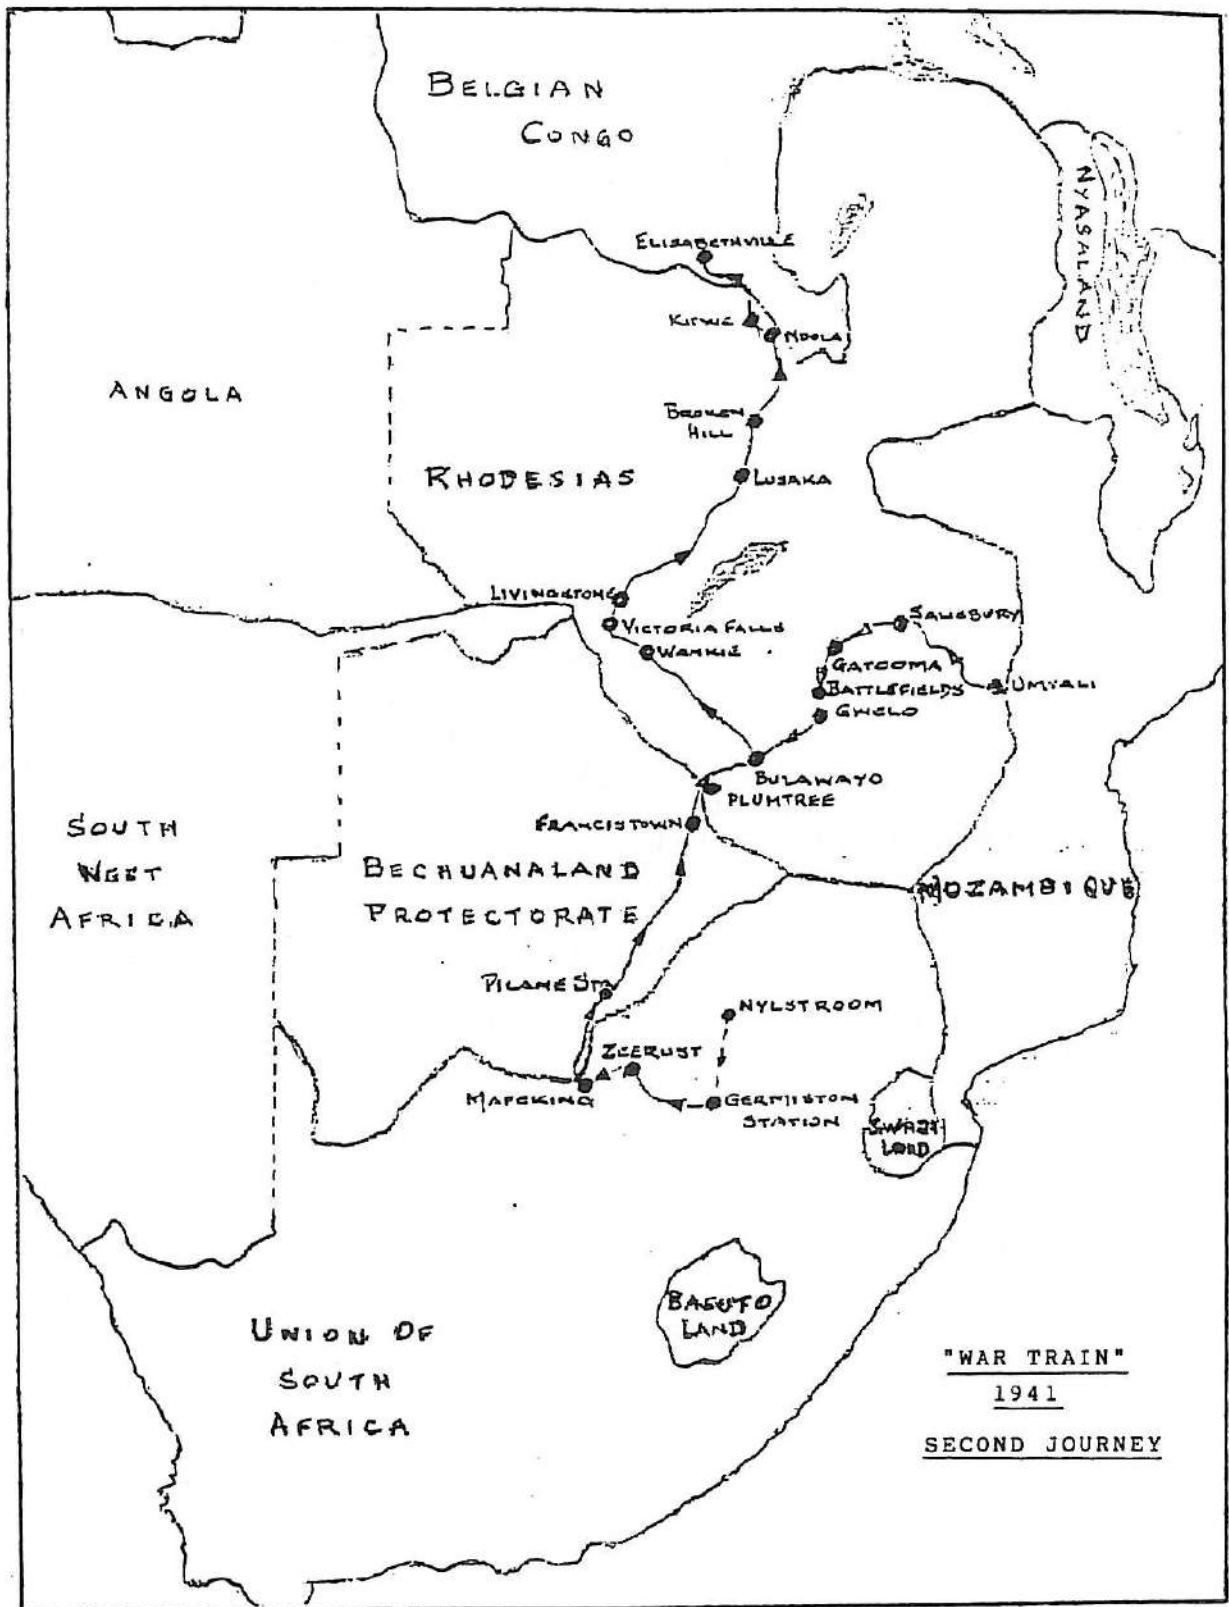 BELGIAN
CONGO
NYASALAND
ELISABETHVILLE
KITWE
NDOLA
ANGOLA
BROKEN
HILL
RHODESIAS
LUSAKA
LIVINGSTONE
SALISBURY
VICTORIA FALLS
WANKIE
GATOOMA
BATTLEFIELDS
UMTALI
GWELO
BULAWAYO
PLUMTREE
FRANCISTOWN
SOUTH
WEST
AFRICA
BECHUANALAND
PROTECTORATE
MOZAMBIQUE
PILANE STN
NYLSTROOM
ZEERUST
MAFEKING
GERMISTON
STATION
SWAZI
LAND
BASUTO
LAND
UNION OF
SOUTH
AFRICA
"WAR TRAIN"
1941
SECOND JOURNEY